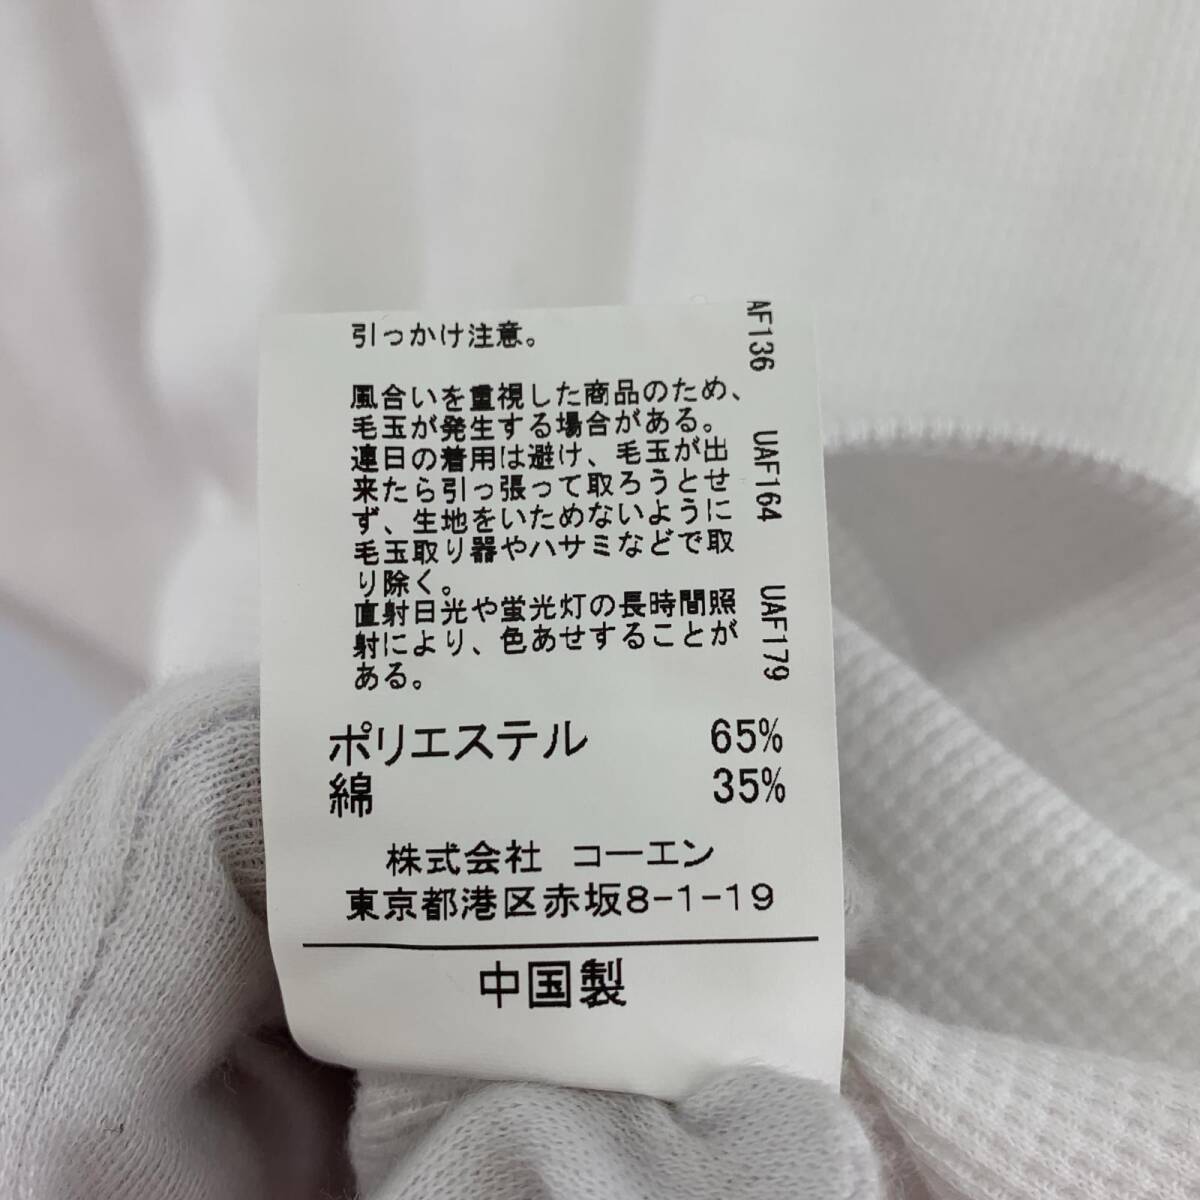 引っかけ注意。
風合いを重視した商品のため、
毛玉が発生する場合がある。
連日の着用は避け、毛玉が出
来たら引っ張って取ろうとせ
ず、生地をいためないように
毛玉取り器やハサミなどで取
り除く。
直射日光や蛍光灯の長時間照
射により、色あせすることが
ある。
ポリエステル 65%
綿 35%
株式会社 コーエン
東京都港区赤坂8-1-19
中国製
AF136 UAF164 UAF179